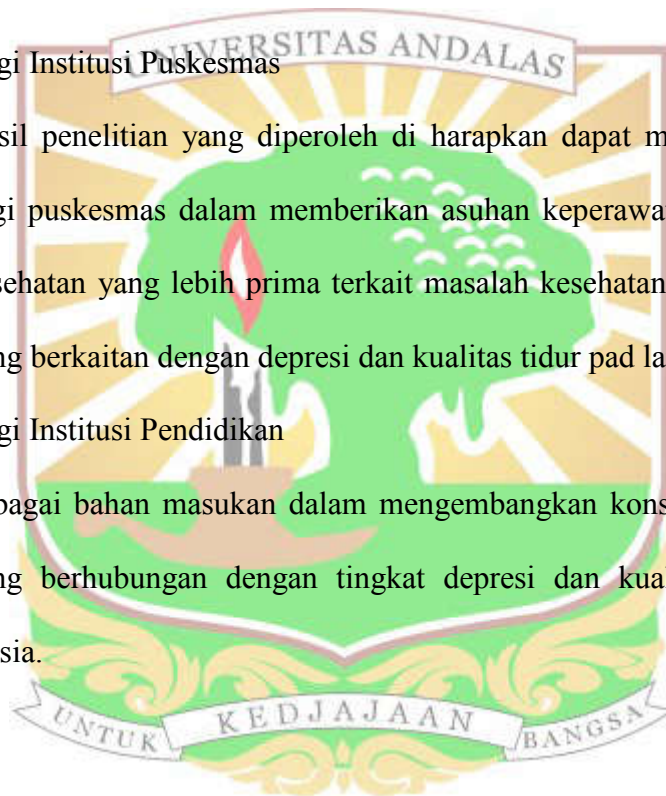 UNIVERSITAS ANDALAS
gi Institusi Puskesmas
sil penelitian yang diperoleh di harapkan dapat m
gi puskesmas dalam memberikan asuhan keperawa
sehatan yang lebih prima terkait masalah kesehatan
ng berkaitan dengan depresi dan kualitas tidur pad la
gi Institusi Pendidikan
bagai bahan masukan dalam mengembangkan kons
ng berhubungan dengan tingkat depresi dan kual
sia.
UNTUK KEDJAJAAN BANGSA